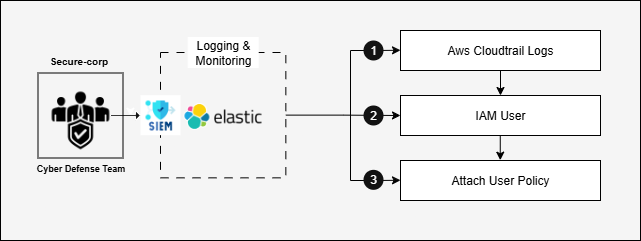 Secure-corp
Cyber Defense Team
Logging &
Monitoring
SIEM
elastic
1
Aws Cloudtrail Logs
2
IAM User
3
Attach User Policy